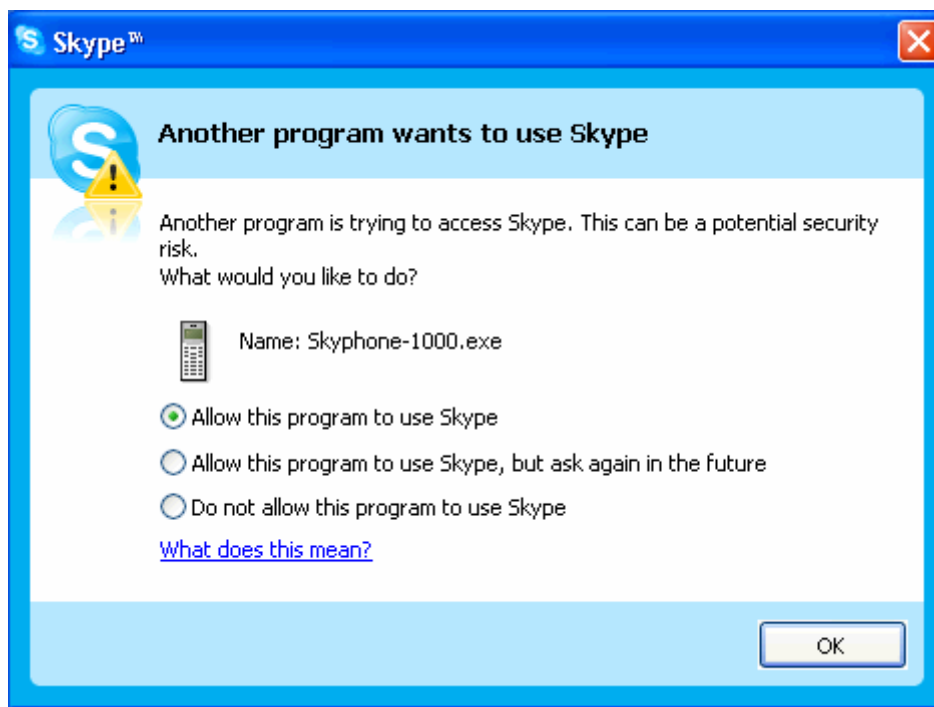 Skype™
Another program wants to use Skype
Another program is trying to access Skype. This can be a potential security
risk.
What would you like to do?
Name: Skyphone-1000.exe
Allow this program to use Skype
Allow this program to use Skype, but ask again in the future
Do not allow this program to use Skype
What does this mean?
OK